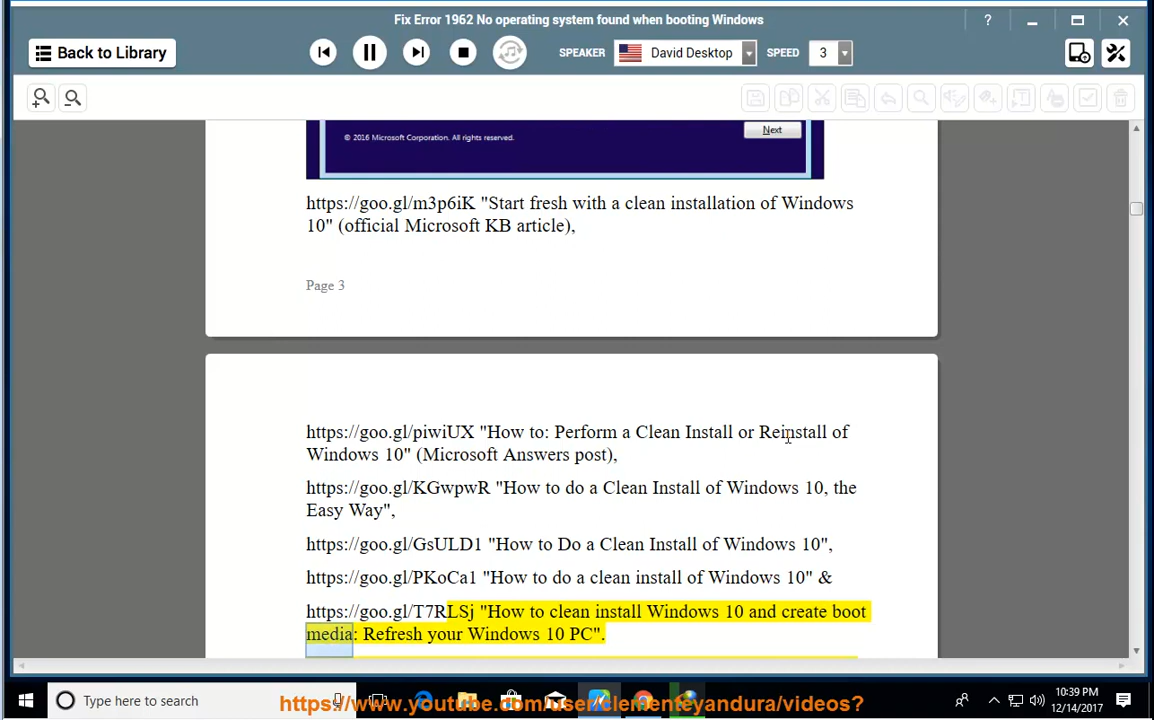 Fix Error 1962 No operating system found when booting Windows
?
Back to Library
SPEAKER
David Desktop
SPEED
3
Next
© 2016 Microsoft Corporation. All rights reserved.
https://goo.gl/m3p6iK "Start fresh with a clean installation of Windows
10" (official Microsoft KB article),
Page 3
https://goo.gl/piwiUX "How to: Perform a Clean Install or Reinstall of
Windows 10" (Microsoft Answers post),
https://goo.gl/KGwpwR "How to do a Clean Install of Windows 10, the
Easy Way",
https://goo.gl/GsULD1 "How to Do a Clean Install of Windows 10",
https://goo.gl/PKoCa1 "How to do a clean install of Windows 10" &
https://goo.gl/T7RLSj "How to clean install Windows 10 and create boot
media: Refresh your Windows 10 PC".
Type here to search
https://www.youtube.com/user/clementeyandura/videos?
10:39 PM
12/14/2017